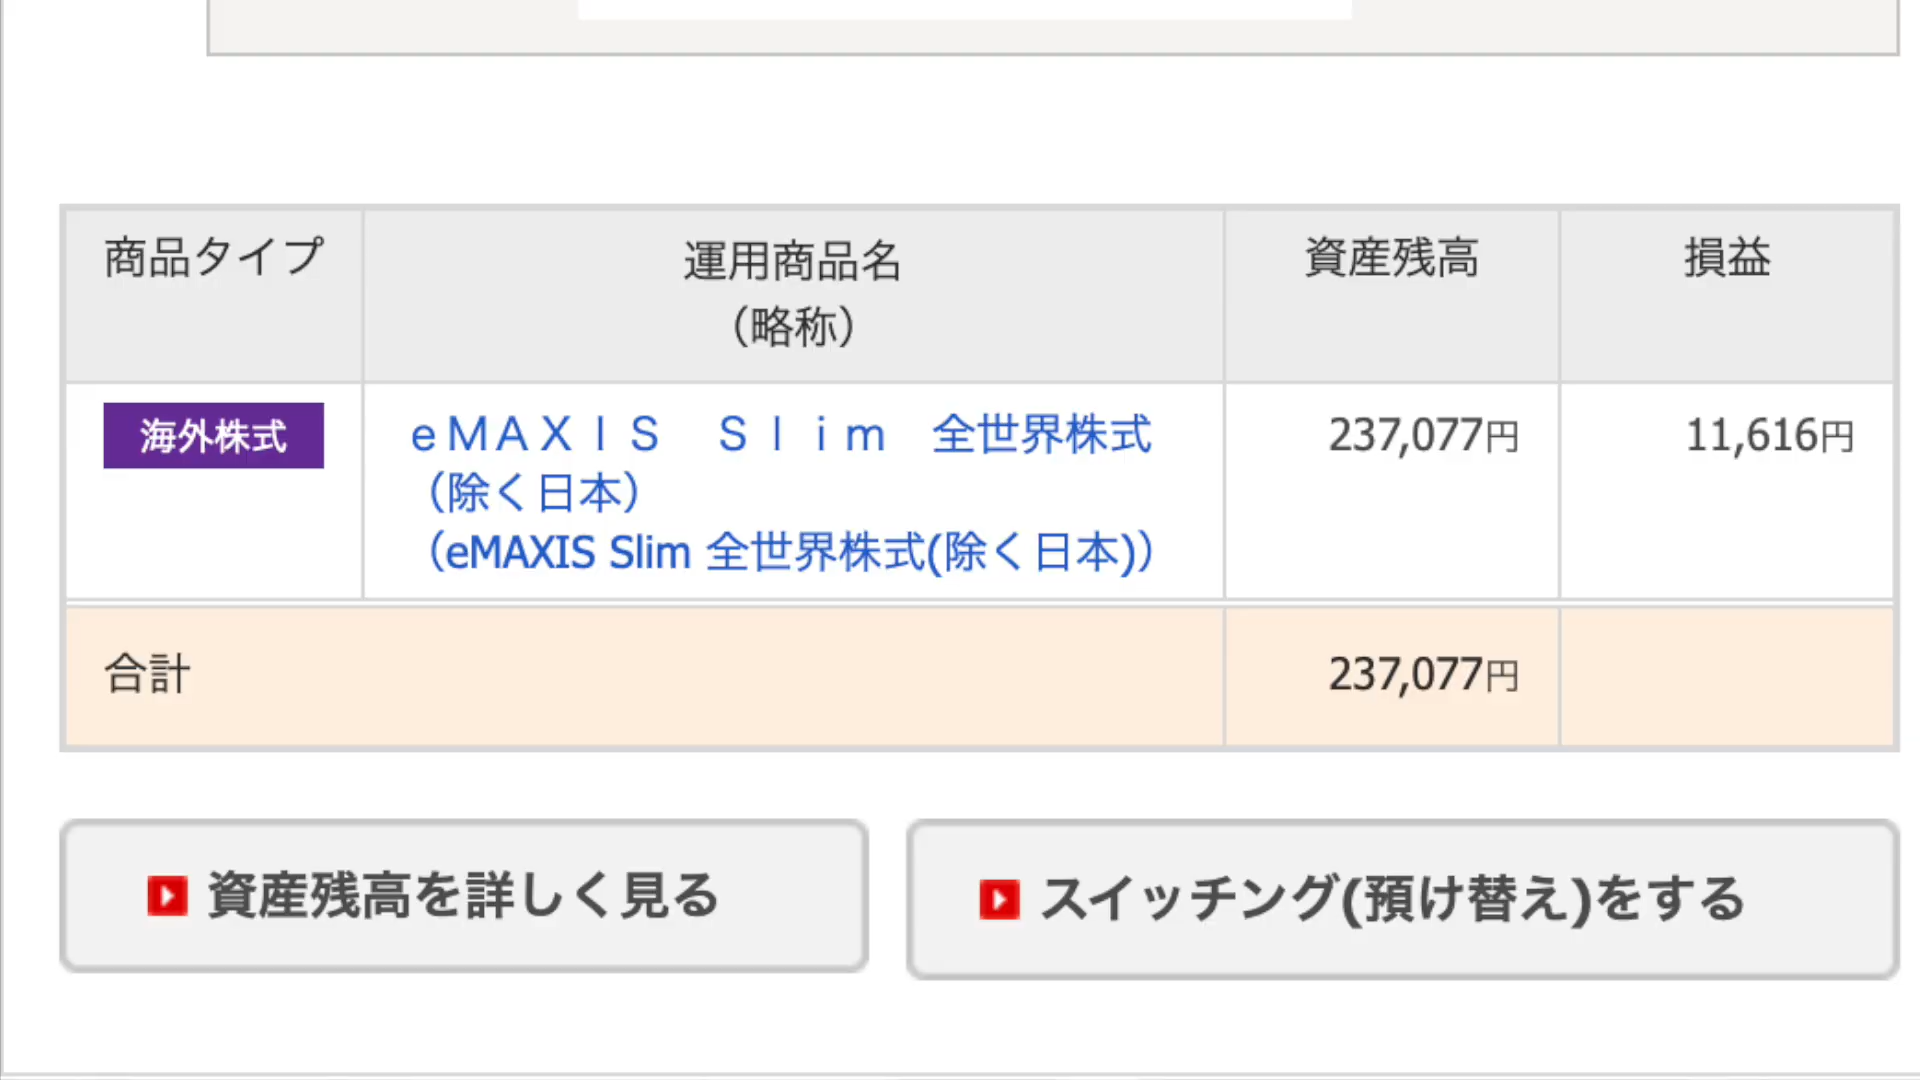 商品タイプ
運用商品名
（略称）
資産残高
損益
海外株式
ｅＭＡＸＩＳ　Ｓｌｉｍ　全世界株式
（除く日本）
（eMAXIS Slim 全世界株式(除く日本)）
237,077円
11,616円
合計
237,077円
資産残高を詳しく見る
スイッチング(預け替え)をする